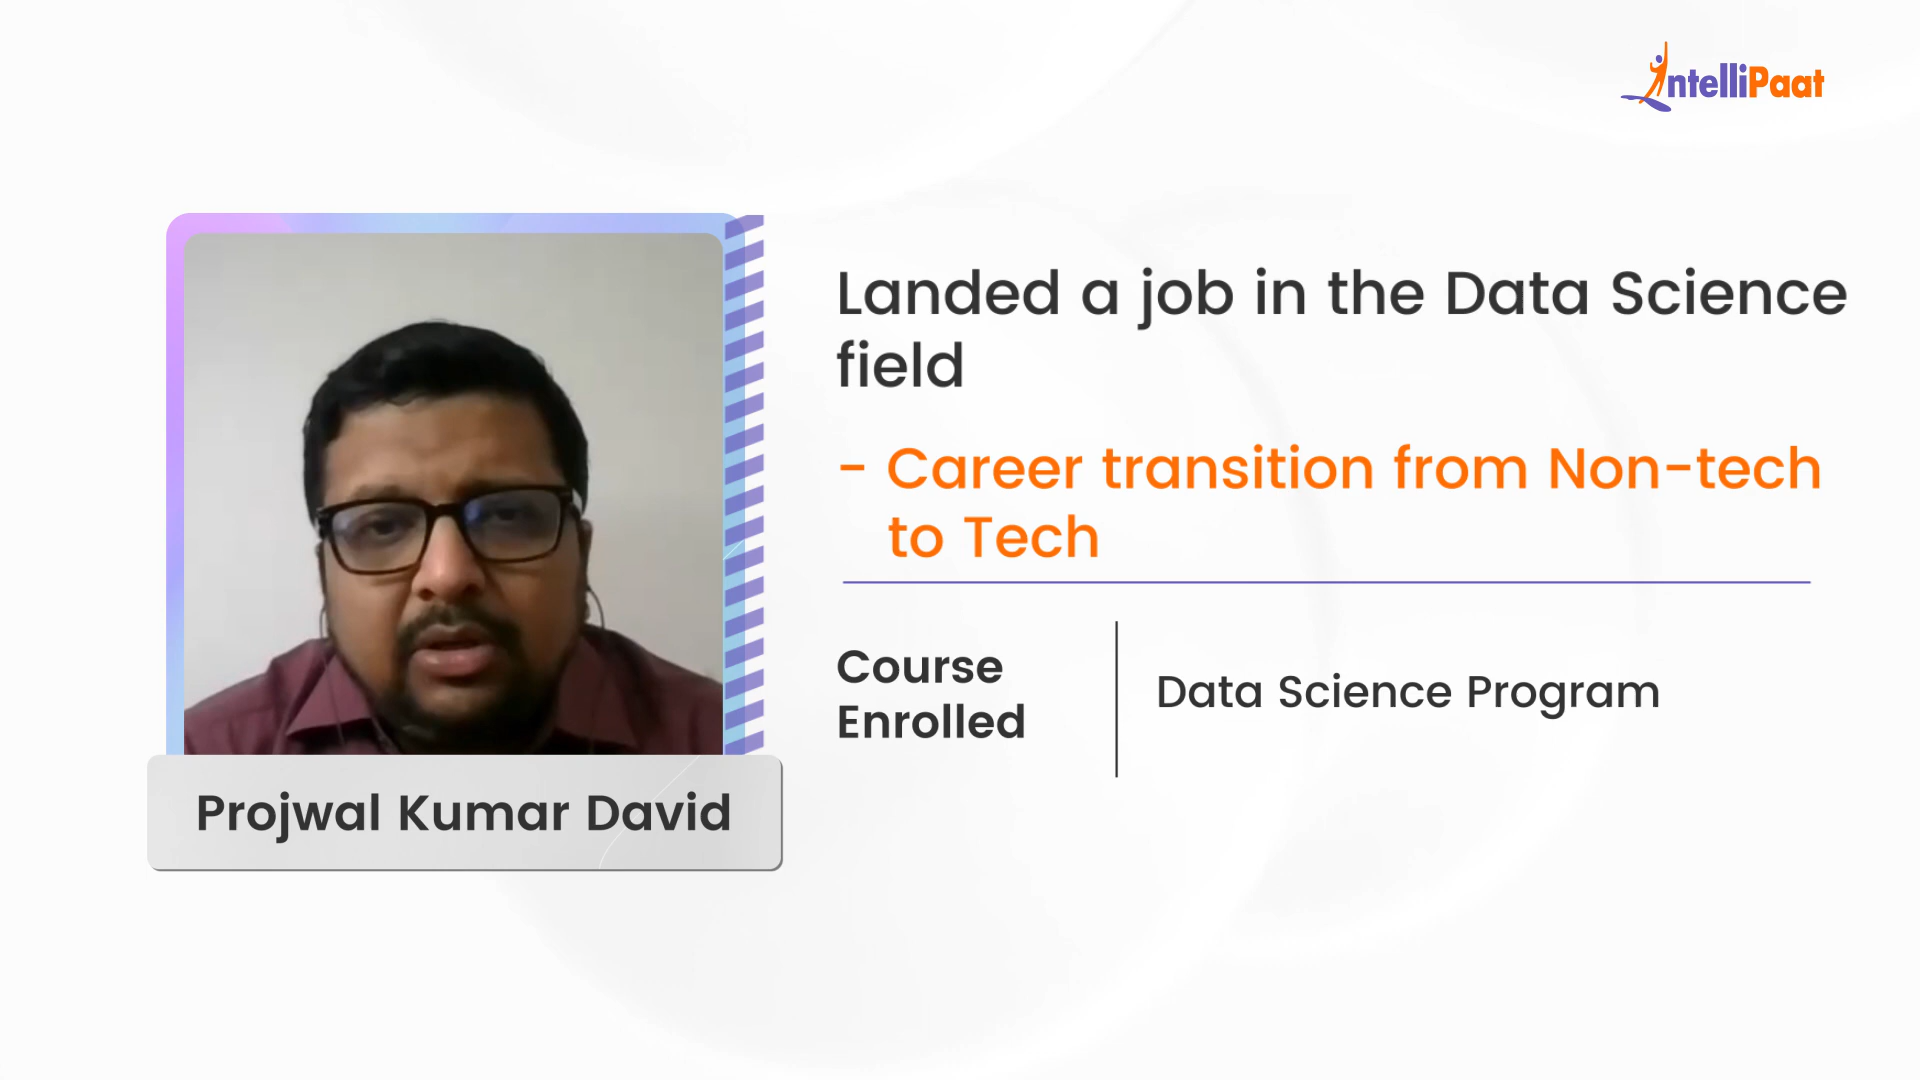 IntelliPaat
Landed a job in the Data Science
field
- Career transition from Non-tech
to Tech
Course
Enrolled
Data Science Program
Projwal Kumar David